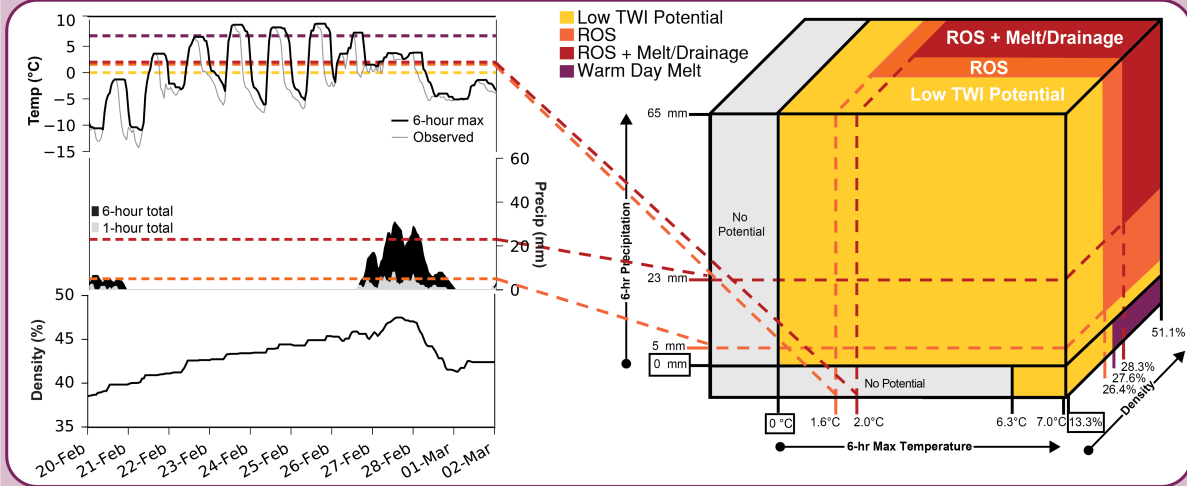 Temp (°C)
10
5
0
−5
−10
−15
6-hour max
Observed
Precip (mm)
60
40
20
0
6-hour total
1-hour total
Density (%)
50
45
40
35
20-Feb
21-Feb
22-Feb
23-Feb
24-Feb
25-Feb
26-Feb
27-Feb
28-Feb
01-Mar
02-Mar
Low TWI Potential
ROS
ROS + Melt/Drainage
Warm Day Melt
ROS + Melt/Drainage
ROS
Low TWI Potential
65 mm
No
Potential
6-hr Precipitation
23 mm
5 mm
0 mm
No Potential
0 °C
1.6°C
2.0°C
6.3°C
7.0°C
13.3%
26.4%
27.6%
28.3%
51.1%
Density
6-hr Max Temperature